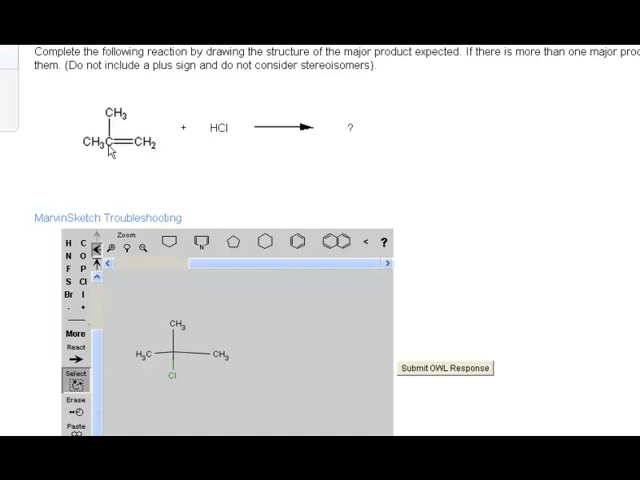 Complete the following reaction by drawing the structure of the major product expected. If there is more than one major pro
them. (Do not include a plus sign and do not consider stereoisomers).
CH3
CH3C=CH2 + HCl ?
MarvinSketch Troubleshooting
Zoom
H C
N O
F P
S Cl
Br I
- +
More
React
Select
Erase
Paste
N
< ?
CH3
H3C CH3
Cl
Submit OWL Response